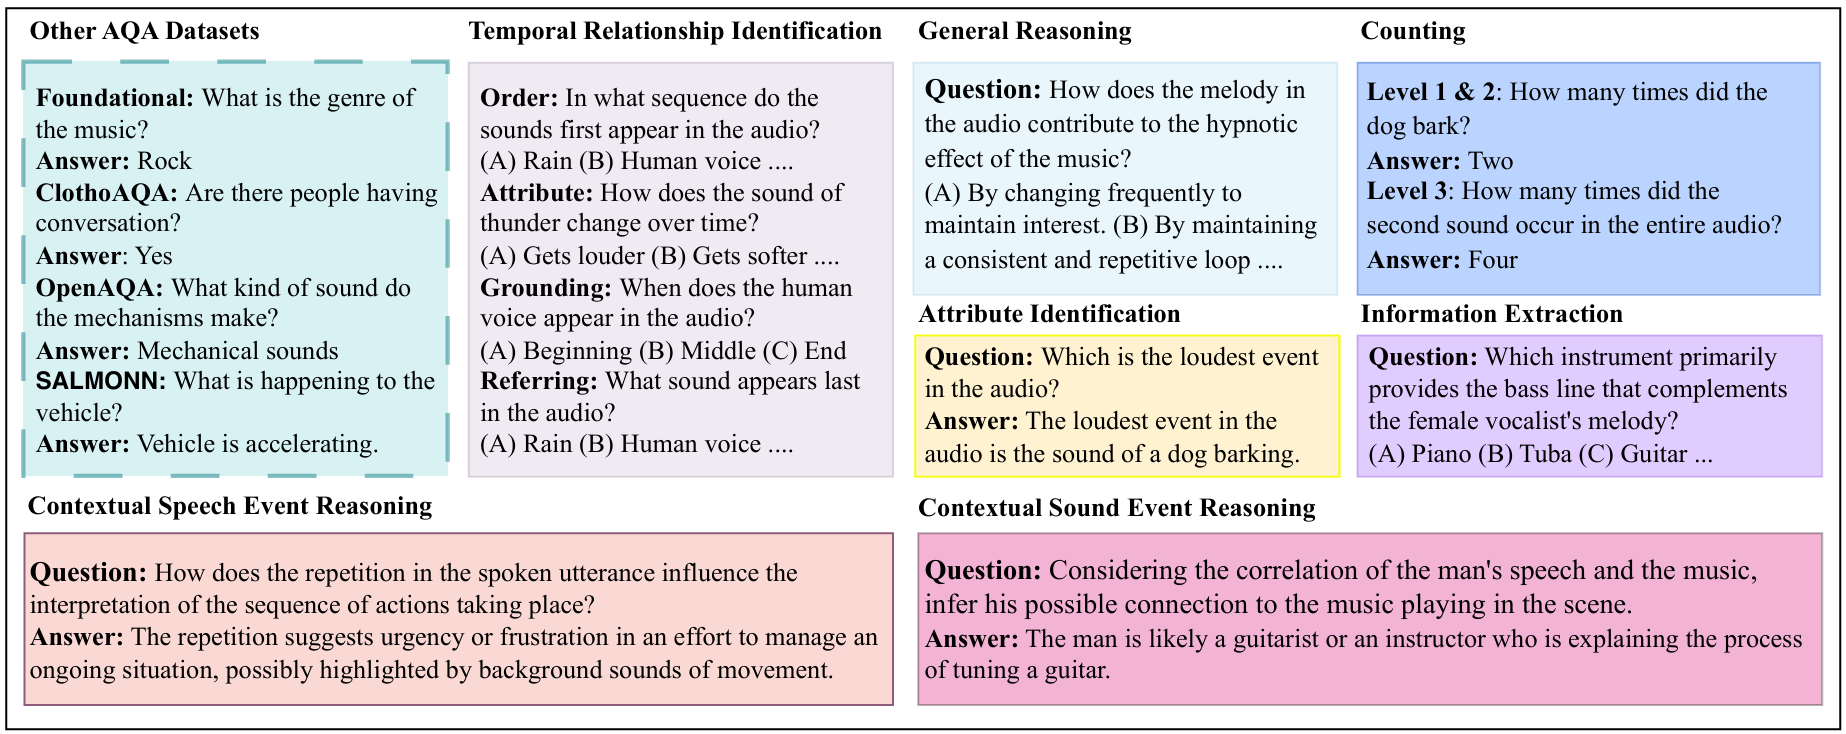 Other AQA Datasets
Foundational: What is the genre of
the music?
Answer: Rock
ClothoAQA: Are there people having
conversation?
Answer: Yes
OpenAQA: What kind of sound do
the mechanisms make?
Answer: Mechanical sounds
SALMONN: What is happening to the
vehicle?
Answer: Vehicle is accelerating.
Temporal Relationship Identification
Order: In what sequence do the
sounds first appear in the audio?
(A) Rain (B) Human voice ....
Attribute: How does the sound of
thunder change over time?
(A) Gets louder (B) Gets softer ....
Grounding: When does the human
voice appear in the audio?
(A) Beginning (B) Middle (C) End
Referring: What sound appears last
in the audio?
(A) Rain (B) Human voice ....
General Reasoning
Question: How does the melody in
the audio contribute to the hypnotic
effect of the music?
(A) By changing frequently to
maintain interest. (B) By maintaining
a consistent and repetitive loop ....
Counting
Level 1 & 2: How many times did the
dog bark?
Answer: Two
Level 3: How many times did the
second sound occur in the entire audio?
Answer: Four
Attribute Identification
Question: Which is the loudest event
in the audio?
Answer: The loudest event in the
audio is the sound of a dog barking.
Information Extraction
Question: Which instrument primarily
provides the bass line that complements
the female vocalist's melody?
(A) Piano (B) Tuba (C) Guitar ...
Contextual Speech Event Reasoning
Question: How does the repetition in the spoken utterance influence the
interpretation of the sequence of actions taking place?
Answer: The repetition suggests urgency or frustration in an effort to manage an
ongoing situation, possibly highlighted by background sounds of movement.
Contextual Sound Event Reasoning
Question: Considering the correlation of the man's speech and the music,
infer his possible connection to the music playing in the scene.
Answer: The man is likely a guitarist or an instructor who is explaining the process
of tuning a guitar.